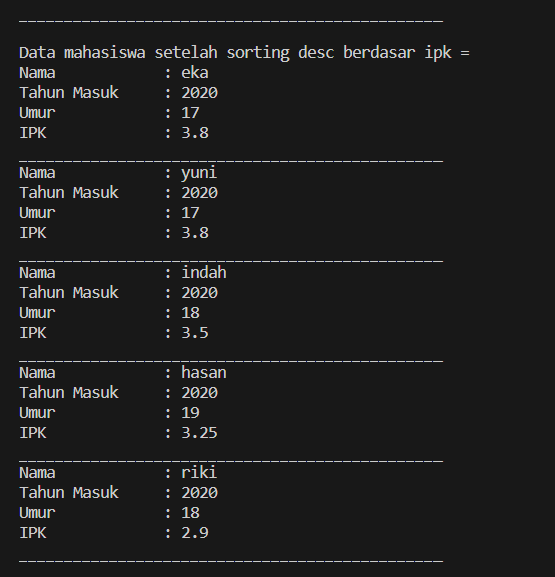 _______________________________________________
Data mahasiswa setelah sorting desc berdasar ipk =
Nama            : eka
Tahun Masuk     : 2020
Umur            : 17
IPK             : 3.8
_______________________________________________
Nama            : yuni
Tahun Masuk     : 2020
Umur            : 17
IPK             : 3.8
_______________________________________________
Nama            : indah
Tahun Masuk     : 2020
Umur            : 18
IPK             : 3.5
_______________________________________________
Nama            : hasan
Tahun Masuk     : 2020
Umur            : 19
IPK             : 3.25
_______________________________________________
Nama            : riki
Tahun Masuk     : 2020
Umur            : 18
IPK             : 2.9
_______________________________________________